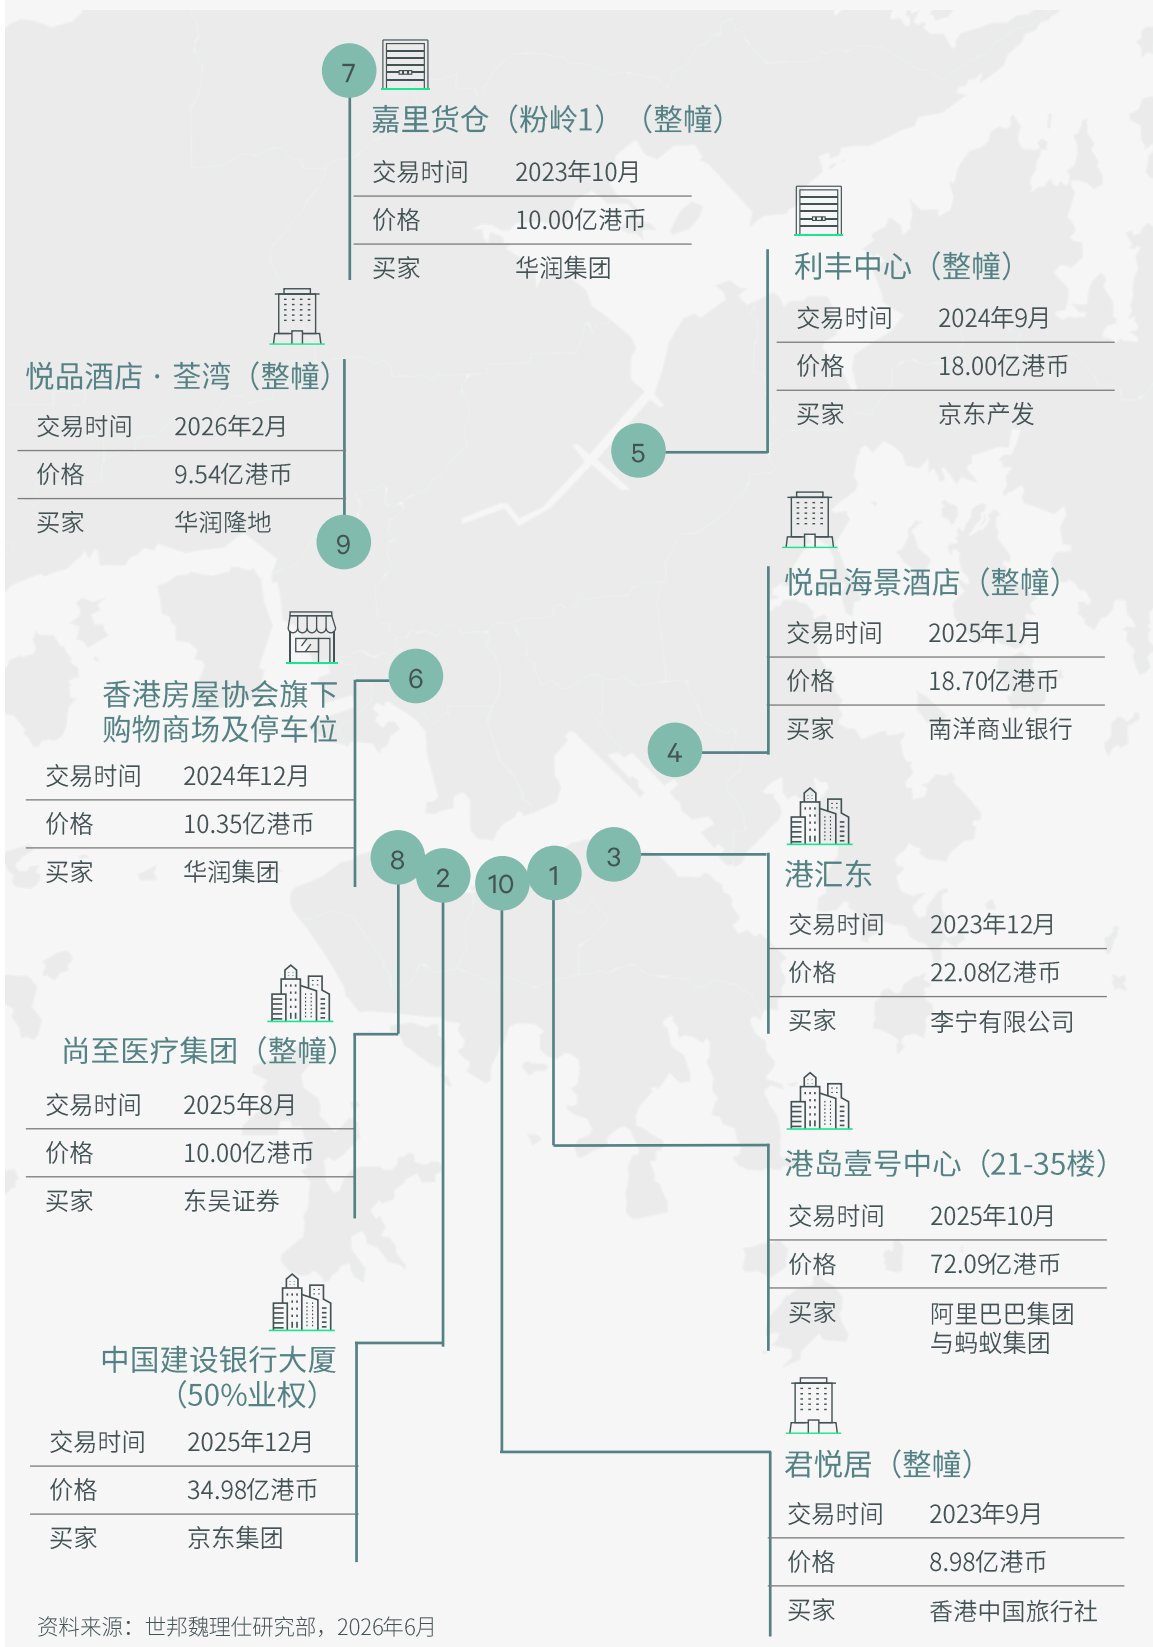 7
嘉里货仓（粉岭1）（整幢）
交易时间 2023年10月
价格 10.00亿港币
买家 华润集团
利丰中心（整幢）
交易时间 2024年9月
价格 18.00亿港币
买家 京东产发
5
悦品酒店 · 荃湾（整幢）
交易时间 2026年2月
价格 9.54亿港币
买家 华润隆地
9
悦品海景酒店（整幢）
交易时间 2025年1月
价格 18.70亿港币
买家 南洋商业银行
4
6
香港房屋协会旗下
购物商场及停车位
交易时间 2024年12月
价格 10.35亿港币
买家 华润集团
8
2
10
1
3
港汇东
交易时间 2023年12月
价格 22.08亿港币
买家 李宁有限公司
尚至医疗集团（整幢）
交易时间 2025年8月
价格 10.00亿港币
买家 东吴证券
港岛壹号中心（21-35楼）
交易时间 2025年10月
价格 72.09亿港币
买家 阿里巴巴集团
与蚂蚁集团
中国建设银行大厦
（50%业权）
交易时间 2025年12月
价格 34.98亿港币
买家 京东集团
君悦居（整幢）
交易时间 2023年9月
价格 8.98亿港币
买家 香港中国旅行社
资料来源：世邦魏理仕研究部，2026年6月